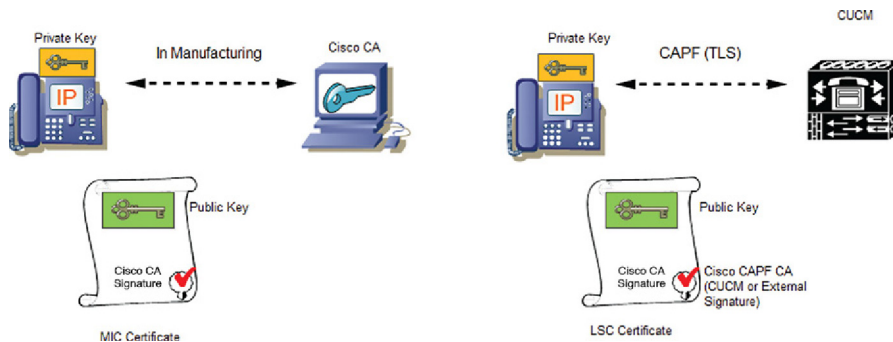 Private Key
In Manufacturing
Cisco CA
IP
Public Key
Cisco CA
Signature
MIC Certificate
CUCM
Private Key
CAPF (TLS)
IP
Public Key
Cisco CA
Signature
Cisco CAPF CA
(CUCM or External
Signature)
LSC Certificate